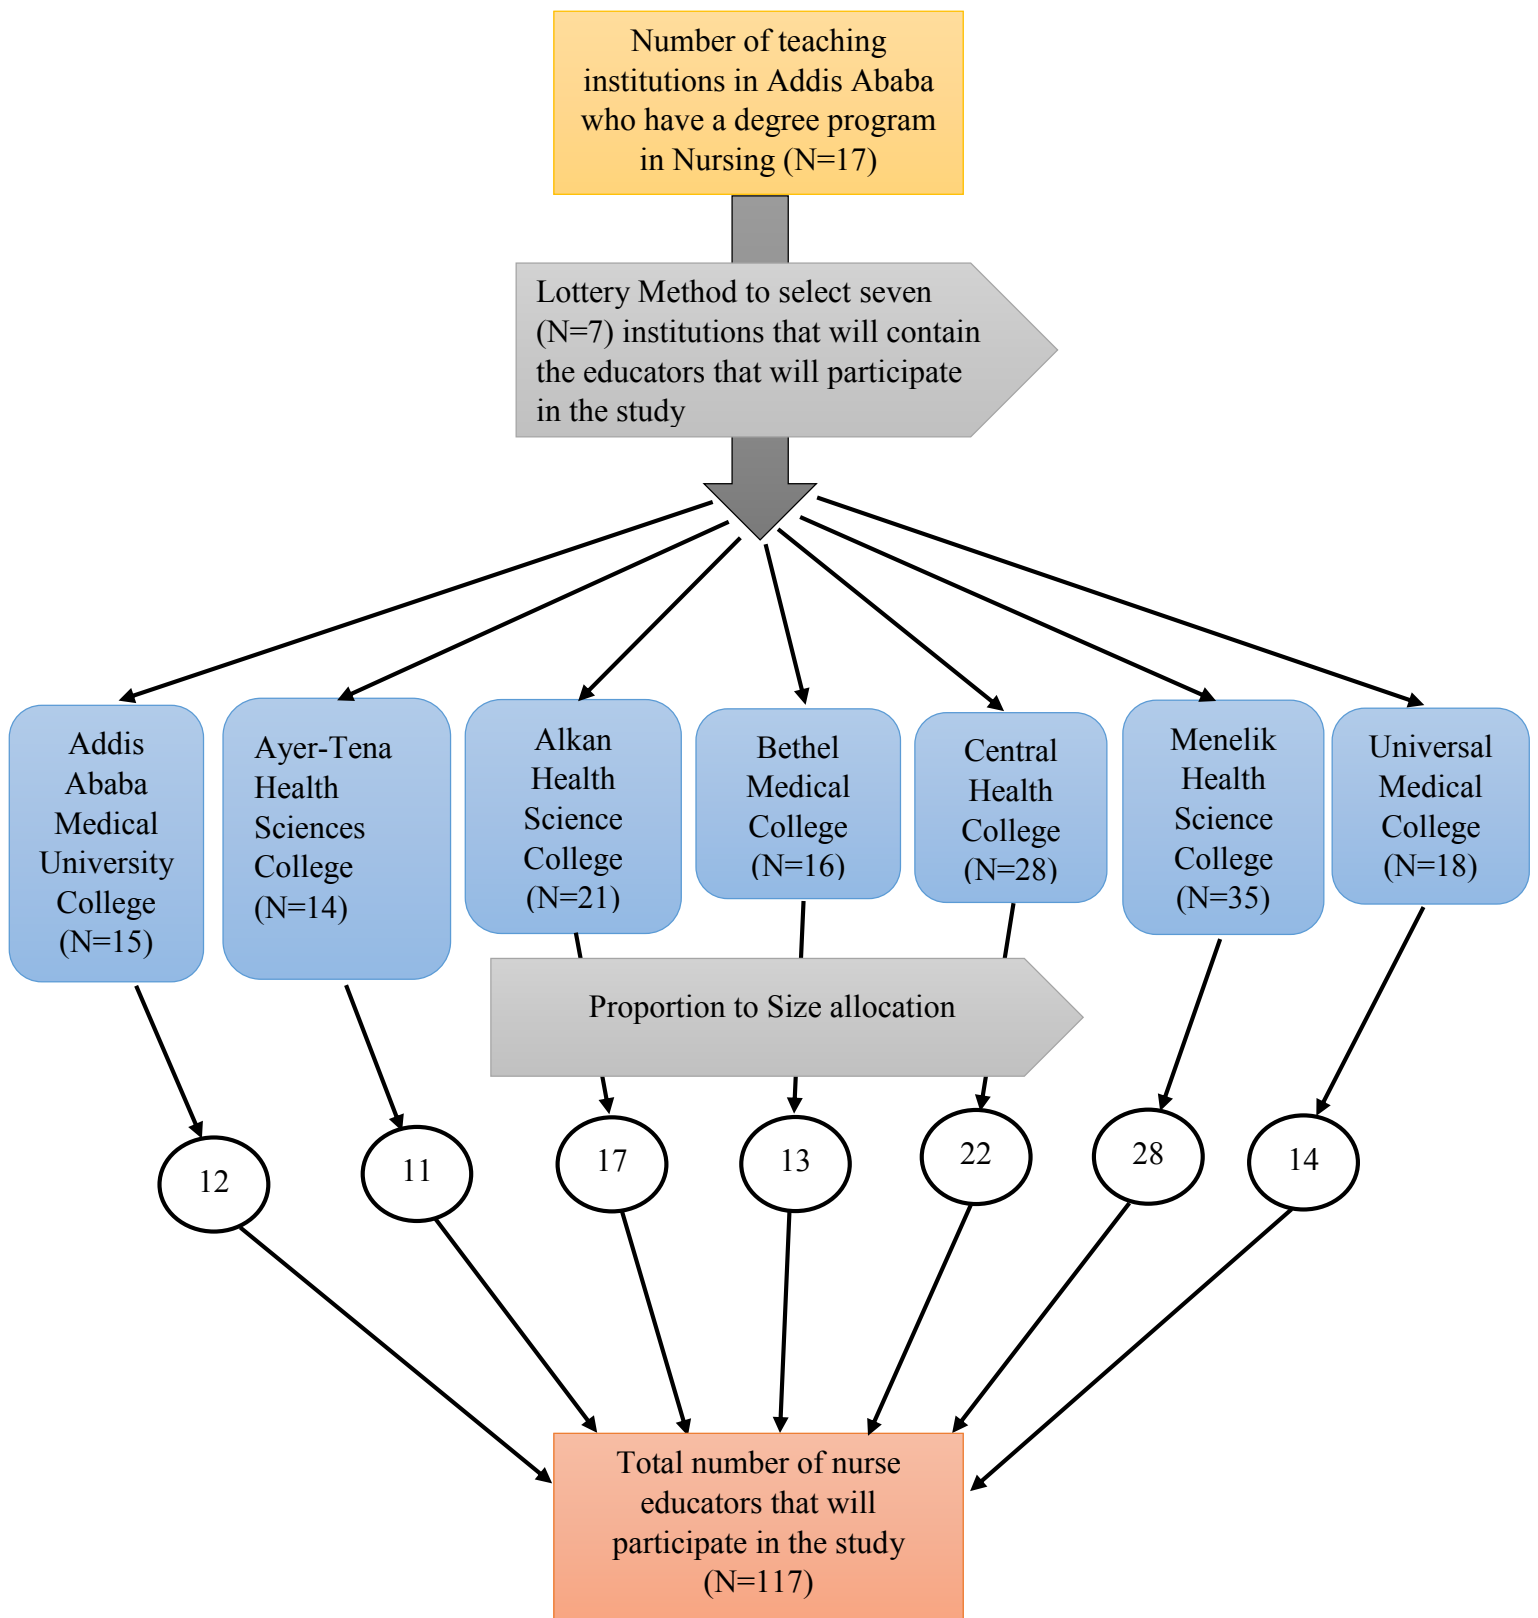 Number of teaching
institutions in Addis Ababa
who have a degree program
in Nursing (N=17)
Lottery Method to select seven
(N=7) institutions that will contain
the educators that will participate
in the study
Addis
Ababa
Medical
University
College
(N=15)
Ayer-Tena
Health
Sciences
College
(N=14)
Alkan
Health
Science
College
(N=21)
Bethel
Medical
College
(N=16)
Central
Health
College
(N=28)
Menelik
Health
Science
College
(N=35)
Universal
Medical
College
(N=18)
Proportion to Size allocation
12
11
17
13
22
28
14
Total number of nurse
educators that will
participate in the study
(N=117)